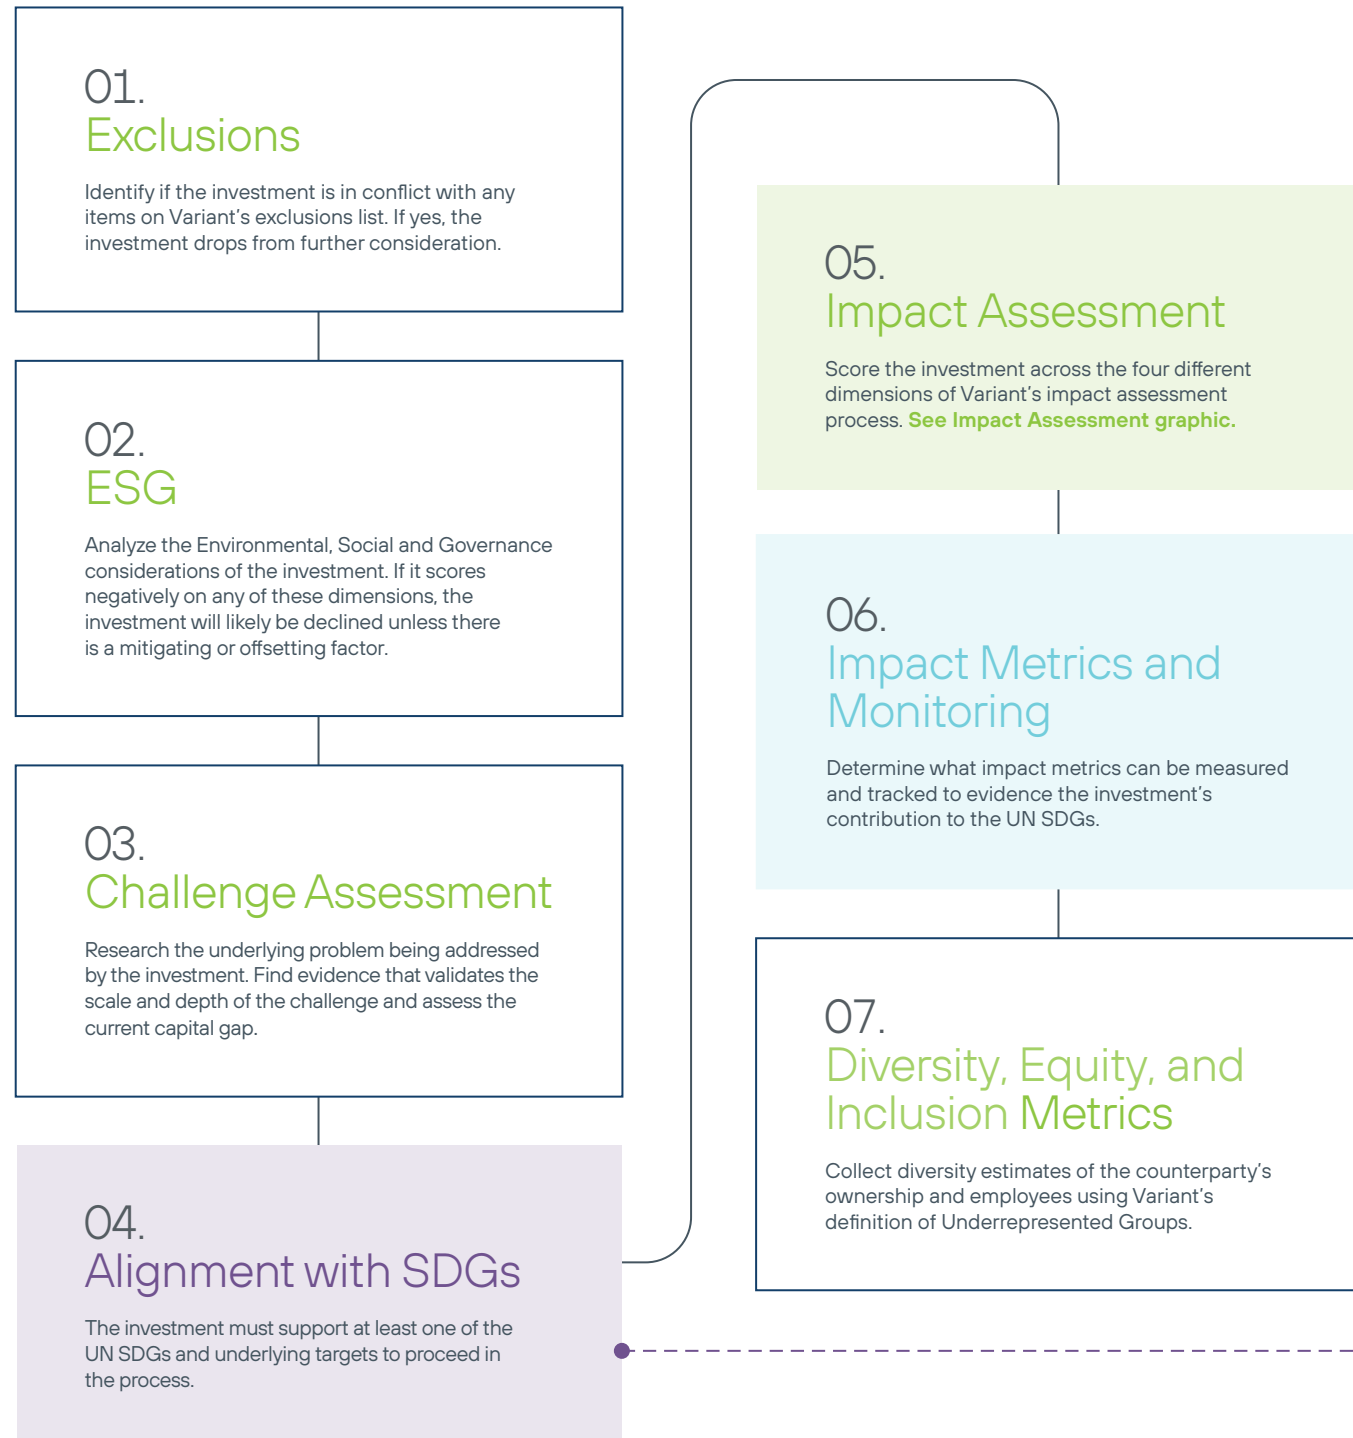 01.
Exclusions
Identify if the investment is in conflict with any
items on Variant's exclusions list. If yes, the
investment drops from further consideration.
02.
ESG
Analyze the Environmental, Social and Governance
considerations of the investment. If it scores
negatively on any of these dimensions, the
investment will likely be declined unless there
is a mitigating or offsetting factor.
03.
Challenge Assessment
Research the underlying problem being addressed
by the investment. Find evidence that validates the
scale and depth of the challenge and assess the
current capital gap.
04.
Alignment with SDGs
The investment must support at least one of the
UN SDGs and underlying targets to proceed in
the process.
05.
Impact Assessment
Score the investment across the four different
dimensions of Variant's impact assessment
process. See Impact Assessment graphic.
06.
Impact Metrics and
Monitoring
Determine what impact metrics can be measured
and tracked to evidence the investment's
contribution to the UN SDGs.
07.
Diversity, Equity, and
Inclusion Metrics
Collect diversity estimates of the counterparty's
ownership and employees using Variant's
definition of Underrepresented Groups.